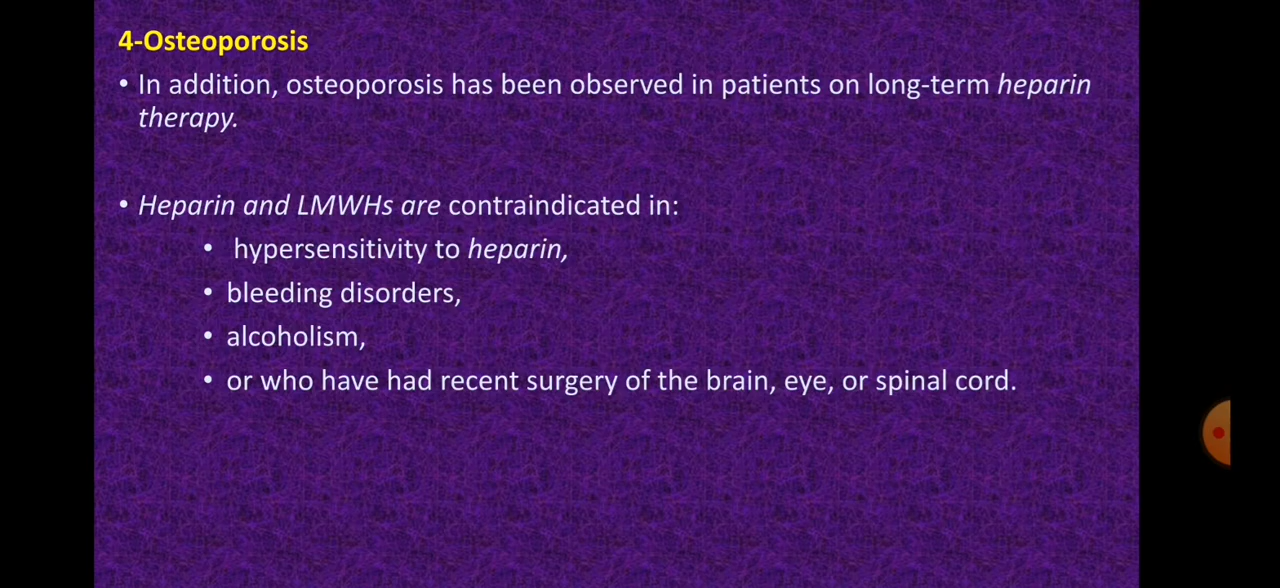 4-Osteoporosis
• In addition, osteoporosis has been observed in patients on long-term heparin
therapy.
• Heparin and LMWHs are contraindicated in:
• hypersensitivity to heparin,
• bleeding disorders,
• alcoholism,
• or who have had recent surgery of the brain, eye, or spinal cord.